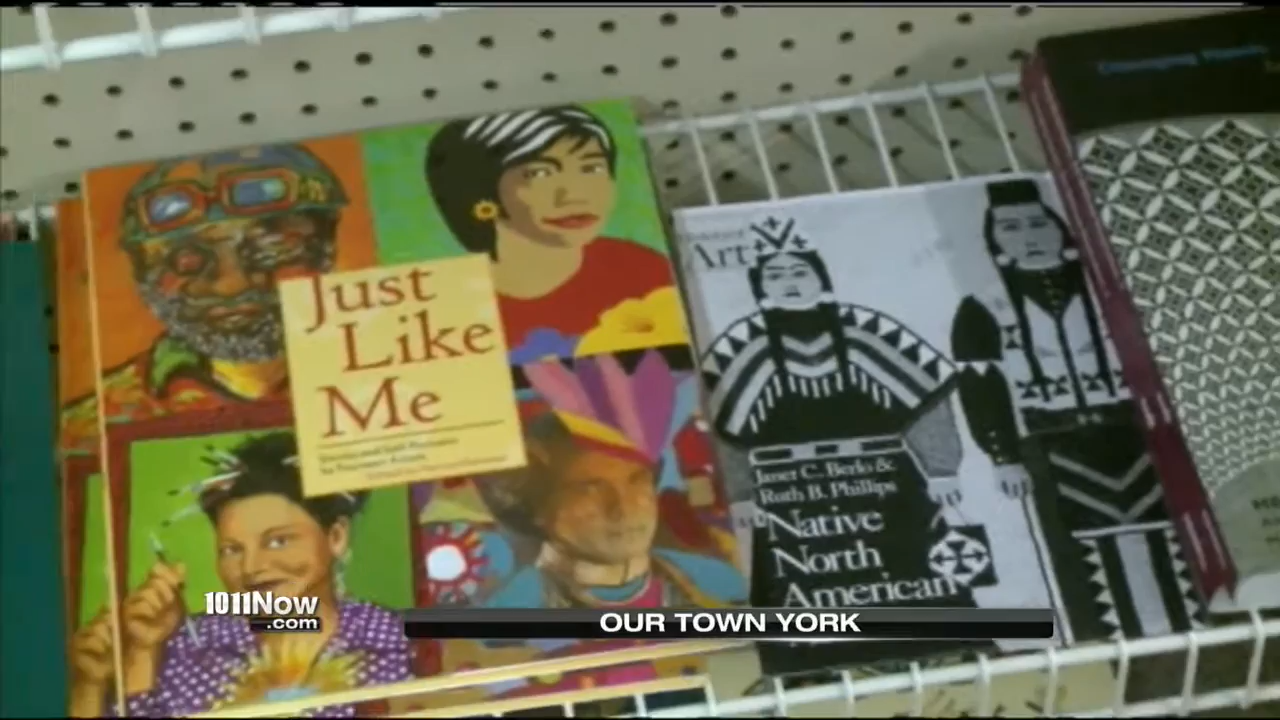 Just
Like
Me
Art
Janet C. Berlo &
Ruth B. Phillips
Native
North
American
1011NOW
.com
OUR TOWN YORK